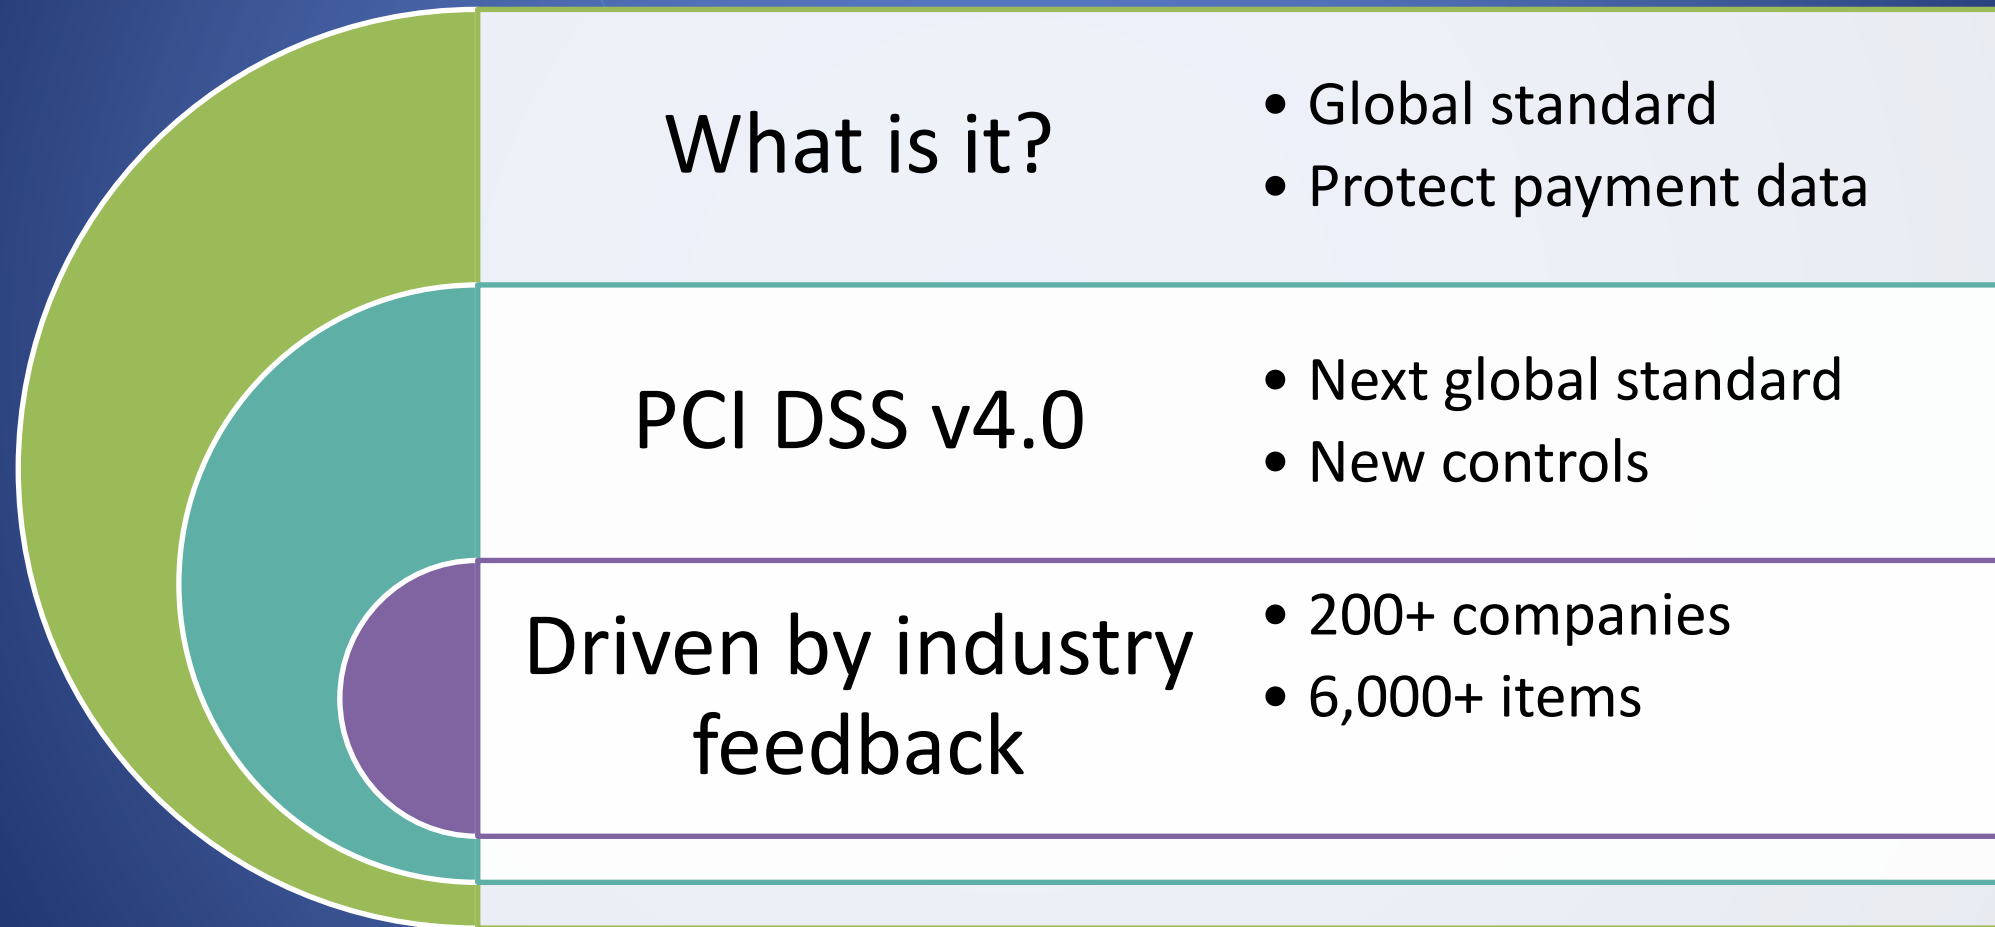 What is it?
• Global standard
• Protect payment data
PCI DSS v4.0
• Next global standard
• New controls
Driven by industry
feedback
• 200+ companies
• 6,000+ items